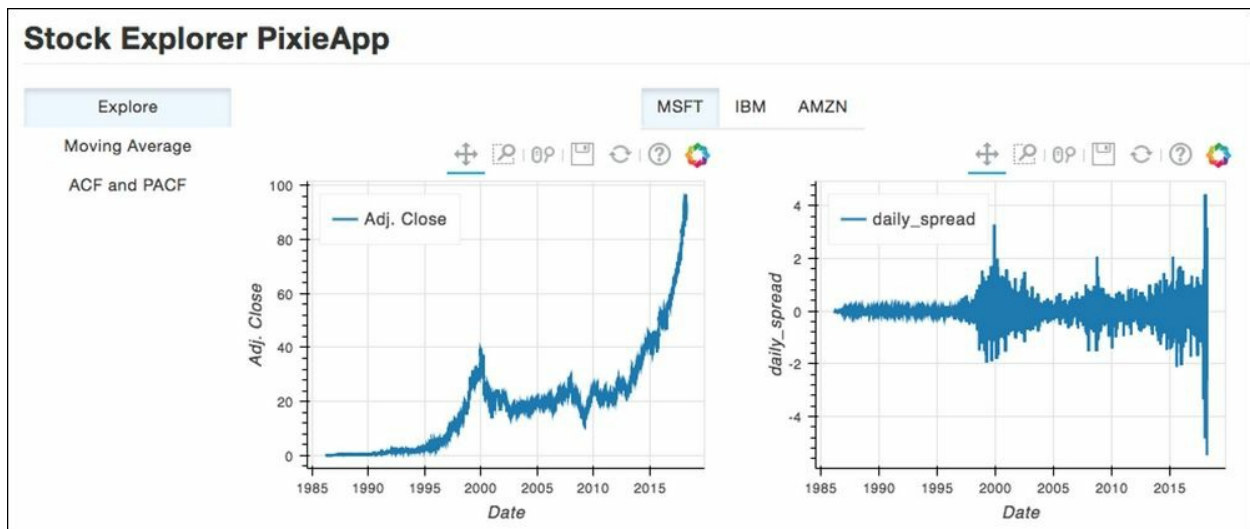 Stock Explorer PixieApp
Explore
Moving Average
ACF and PACF
MSFT IBM AMZN
Adj. Close
100
80
60
40
20
0
Adj. Close
1985 1990 1995 2000 2005 2010 2015
Date
daily_spread
4
2
0
-2
-4
daily_spread
1985 1990 1995 2000 2005 2010 2015
Date